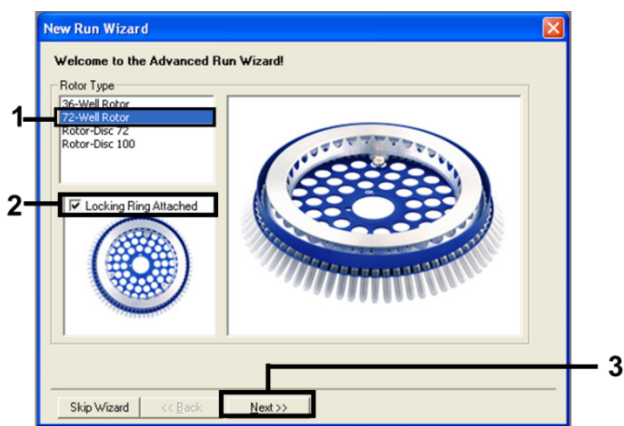 New Run Wizard
Welcome to the Advanced Run Wizard!
Rotor Type
36-Well Rotor
1
72-Well Rotor
Rotor-Disc 72
Rotor-Disc 100
2
Locking Ring Attached
3
Skip Wizard
<< Back
Next >>